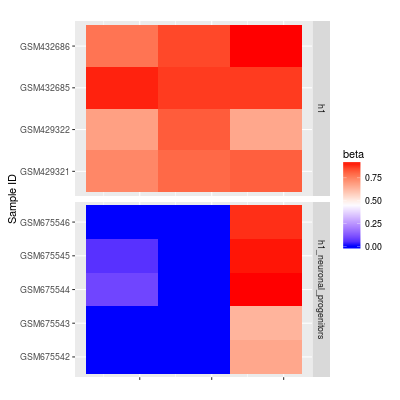 GSM432686
GSM432685
GSM429322
GSM429321
h1
Sample ID
GSM675546
GSM675545
GSM675544
GSM675543
GSM675542
h1_neuronal_progenitors
beta
0.75
0.50
0.25
0.00